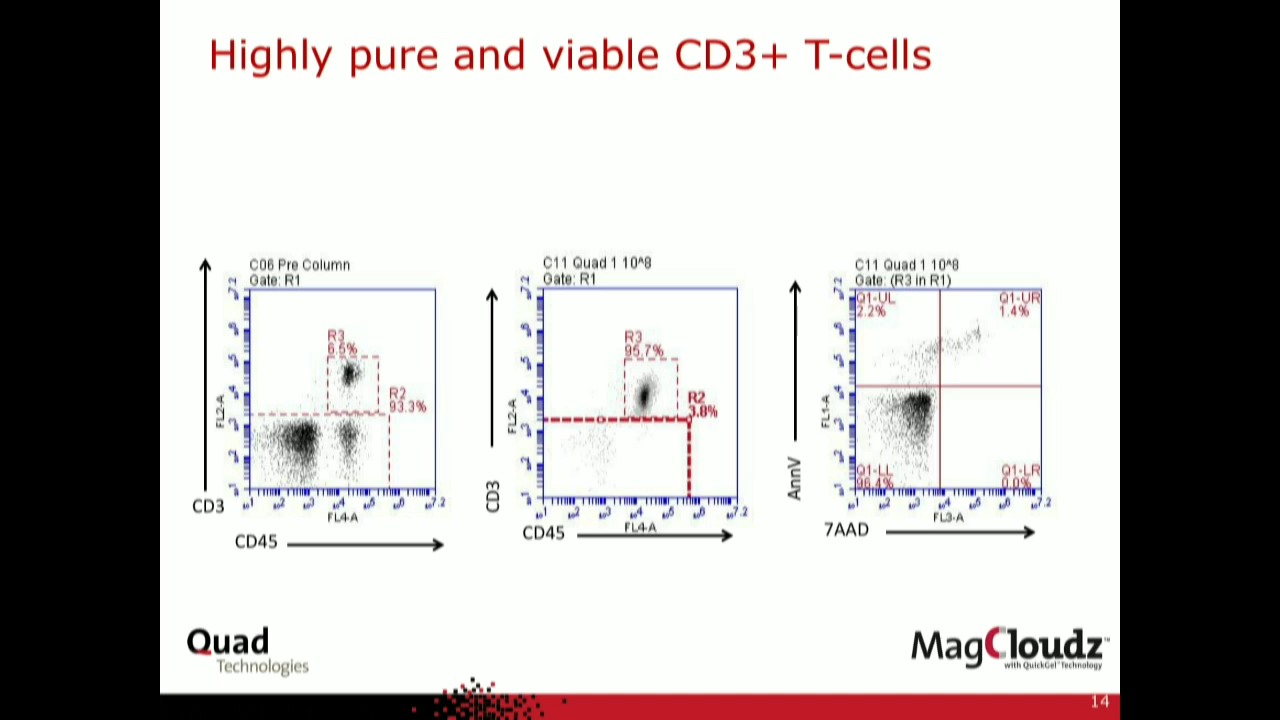 Highly pure and viable CD3+ T-cells
C06 Pre Column
Gate: R1
R3
6.5%
R2
93.3%
FL2-A
FL4-A
CD3
CD45
C11 Quad 1 10^8
Gate: R1
R3
95.7%
R2
3.8%
FL2-A
FL4-A
CD3
CD45
C11 Quad 1 10^8
Gate: (R3 in R1)
Q1-UL
2.2%
Q1-UR
1.4%
Q1-LL
96.4%
Q1-LR
0.0%
FL1-A
FL3-A
AnnV
7AAD
Quad
Technologies
MagCloudz™
with QuickGel™ Technology
14